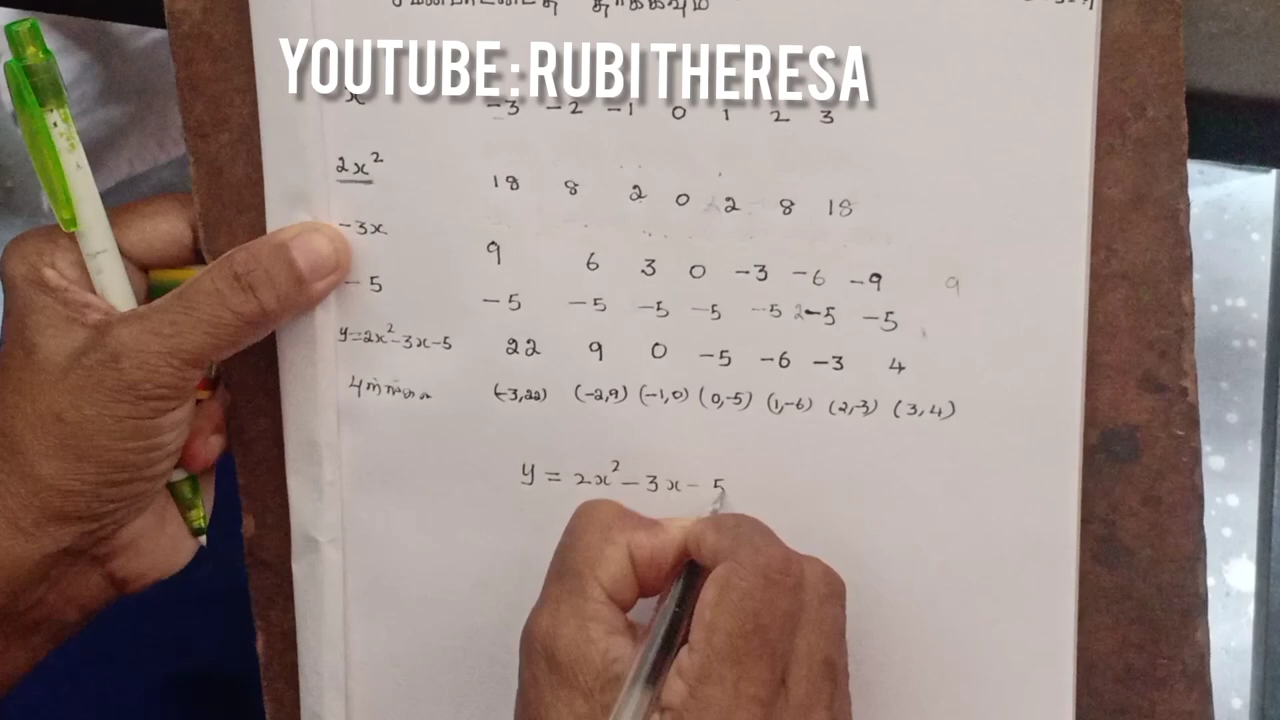 YOUTUBE : RUBI THERESA
x -3 -2 -1 0 1 2 3
2x² 18 8 2 0 2 8 18
-3x 9 6 3 0 -3 -6 -9 9
-5 -5 -5 -5 -5 -5 -5 -5
y=2x²-3x-5 22 9 0 -5 -6 -3 4
(-3,22) (-2,9) (-1,0) (0,-5) (1,-6) (2,-3) (3,4)
y = 2x² - 3x - 5